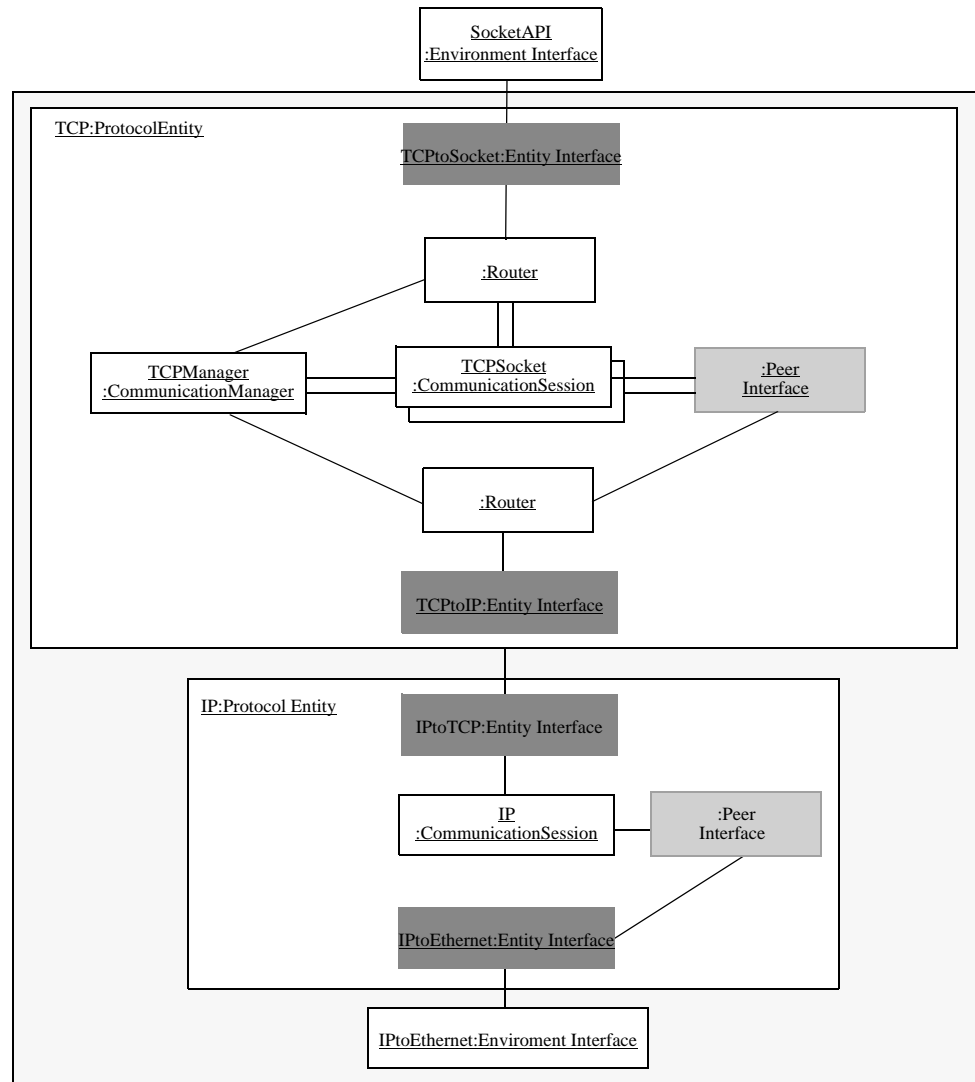 SocketAPI
:Environment Interface
TCP:ProtocolEntity
TCPtoSocket:Entity Interface
:Router
TCPManager
:CommunicationManager
TCPSocket
:CommunicationSession
:Peer
Interface
:Router
TCPtoIP:Entity Interface
IP:Protocol Entity
IPtoTCP:Entity Interface
IP
:CommunicationSession
:Peer
Interface
IPtoEthernet:Entity Interface
IPtoEthernet:Enviroment Interface